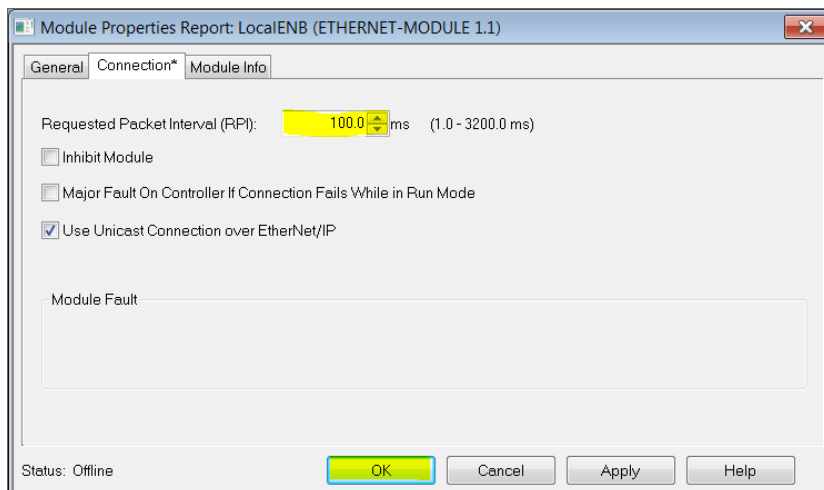 Module Properties Report: LocalENB (ETHERNET-MODULE 1.1)
General Connection* Module Info
Requested Packet Interval (RPI): 100.0 ms (1.0 - 3200.0 ms)
Inhibit Module
Major Fault On Controller If Connection Fails While in Run Mode
Use Unicast Connection over EtherNet/IP
Module Fault
Status: Offline OK Cancel Apply Help